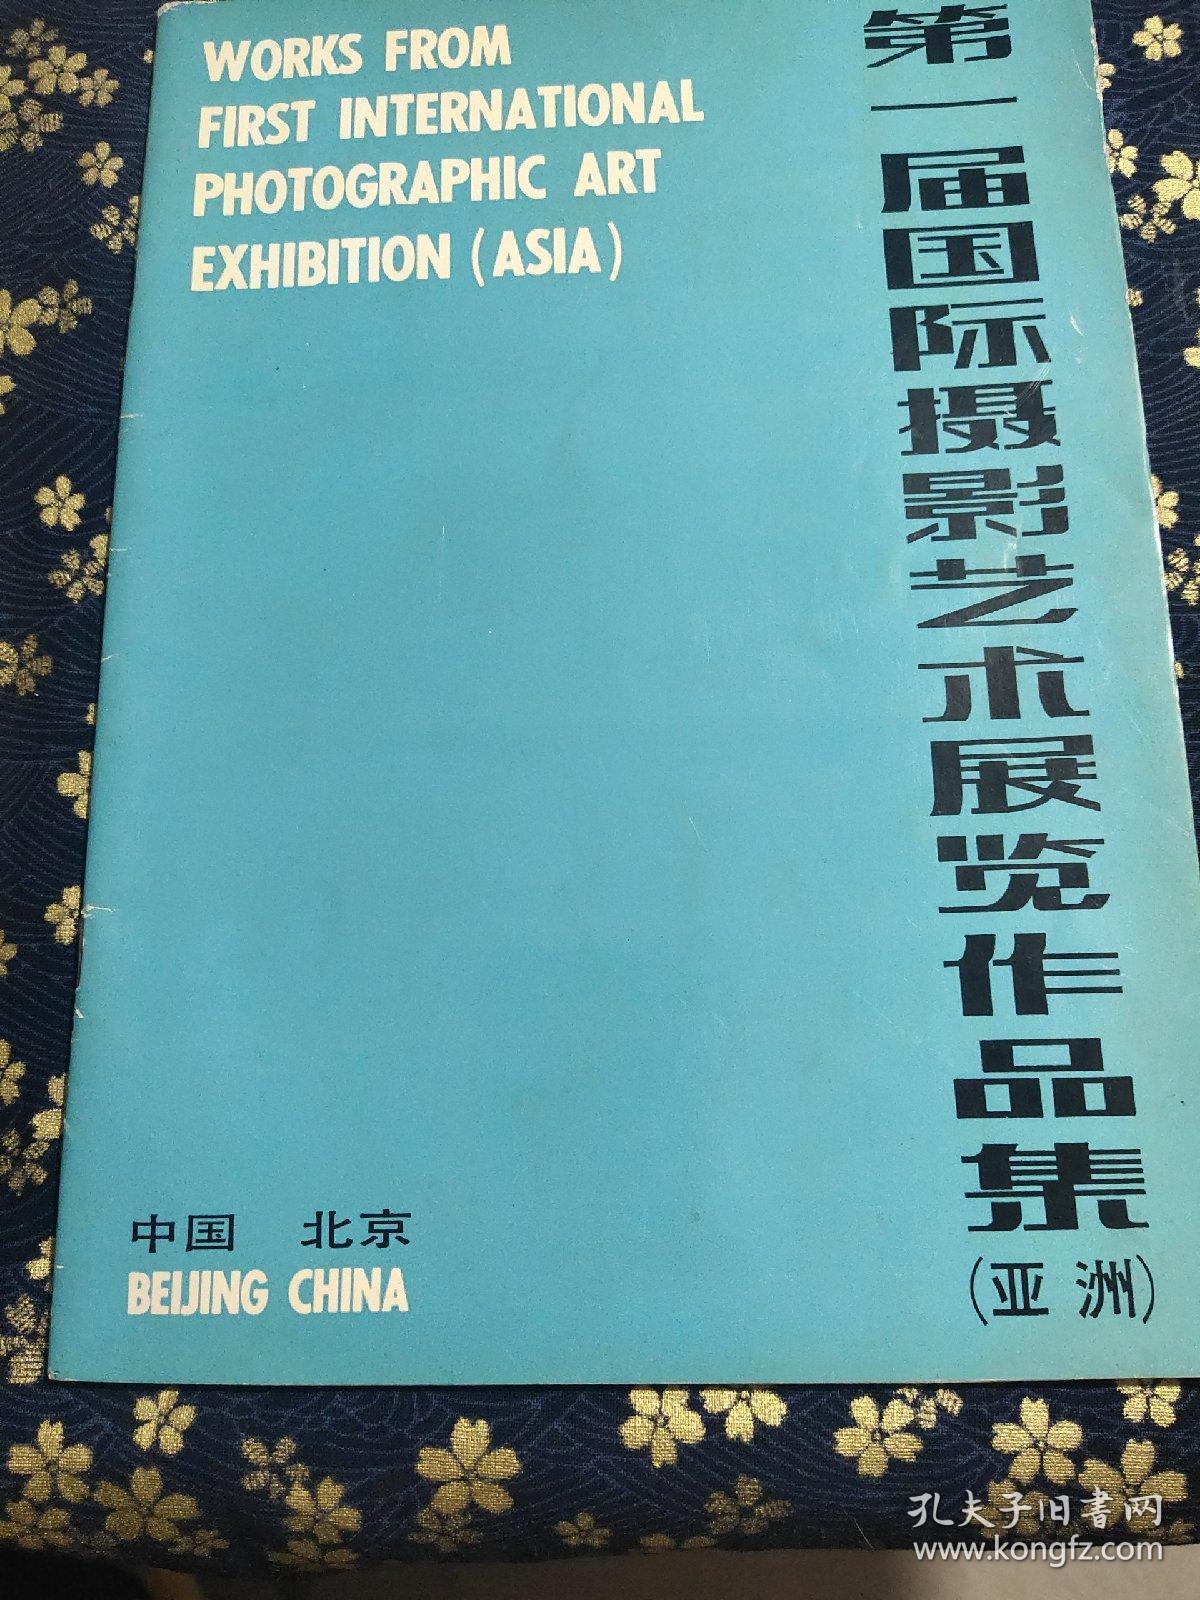 WORKS FROM
FIRST INTERNATIONAL
PHOTOGRAPHIC ART
EXHIBITION (ASIA)
第一届国际摄影艺术展览作品集
(亚洲)
中国 北京
BEIJING CHINA
孔夫子旧书网
www.kongfz.com